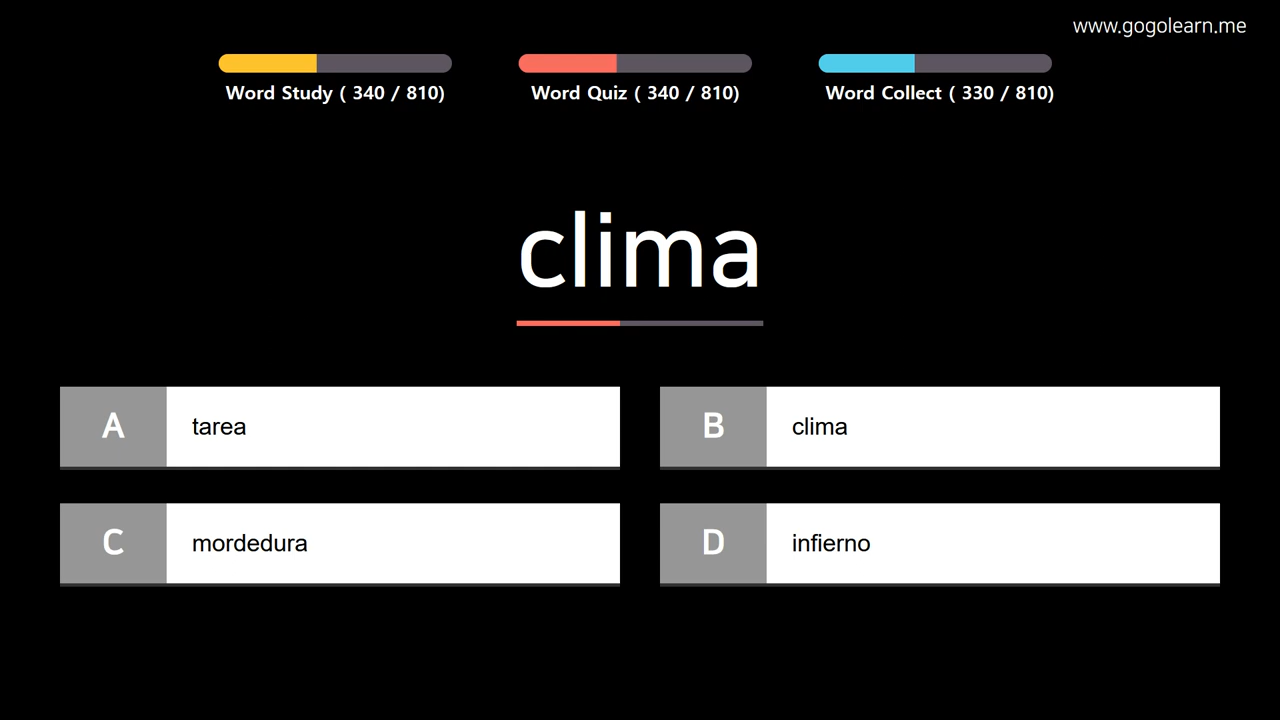 www.gogolearn.me
Word Study ( 340 / 810)
Word Quiz ( 340 / 810)
Word Collect ( 330 / 810)
clima
A tarea
B clima
C mordedura
D infierno